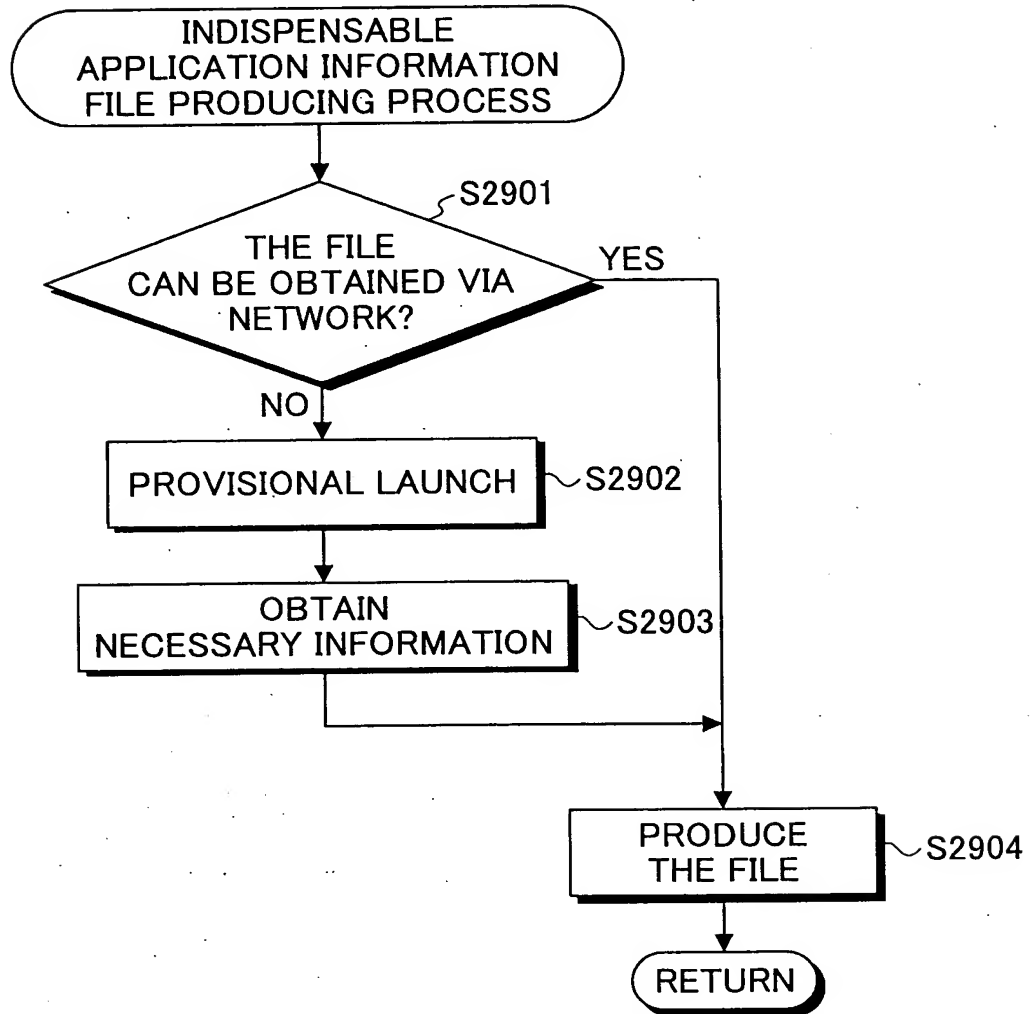 INDISPENSABLE
APPLICATION INFORMATION
FILE PRODUCING PROCESS
S2901
THE FILE
CAN BE OBTAINED VIA
NETWORK?
YES
NO
PROVISIONAL LAUNCH
S2902
OBTAIN
NECESSARY INFORMATION
S2903
PRODUCE
THE FILE
S2904
RETURN